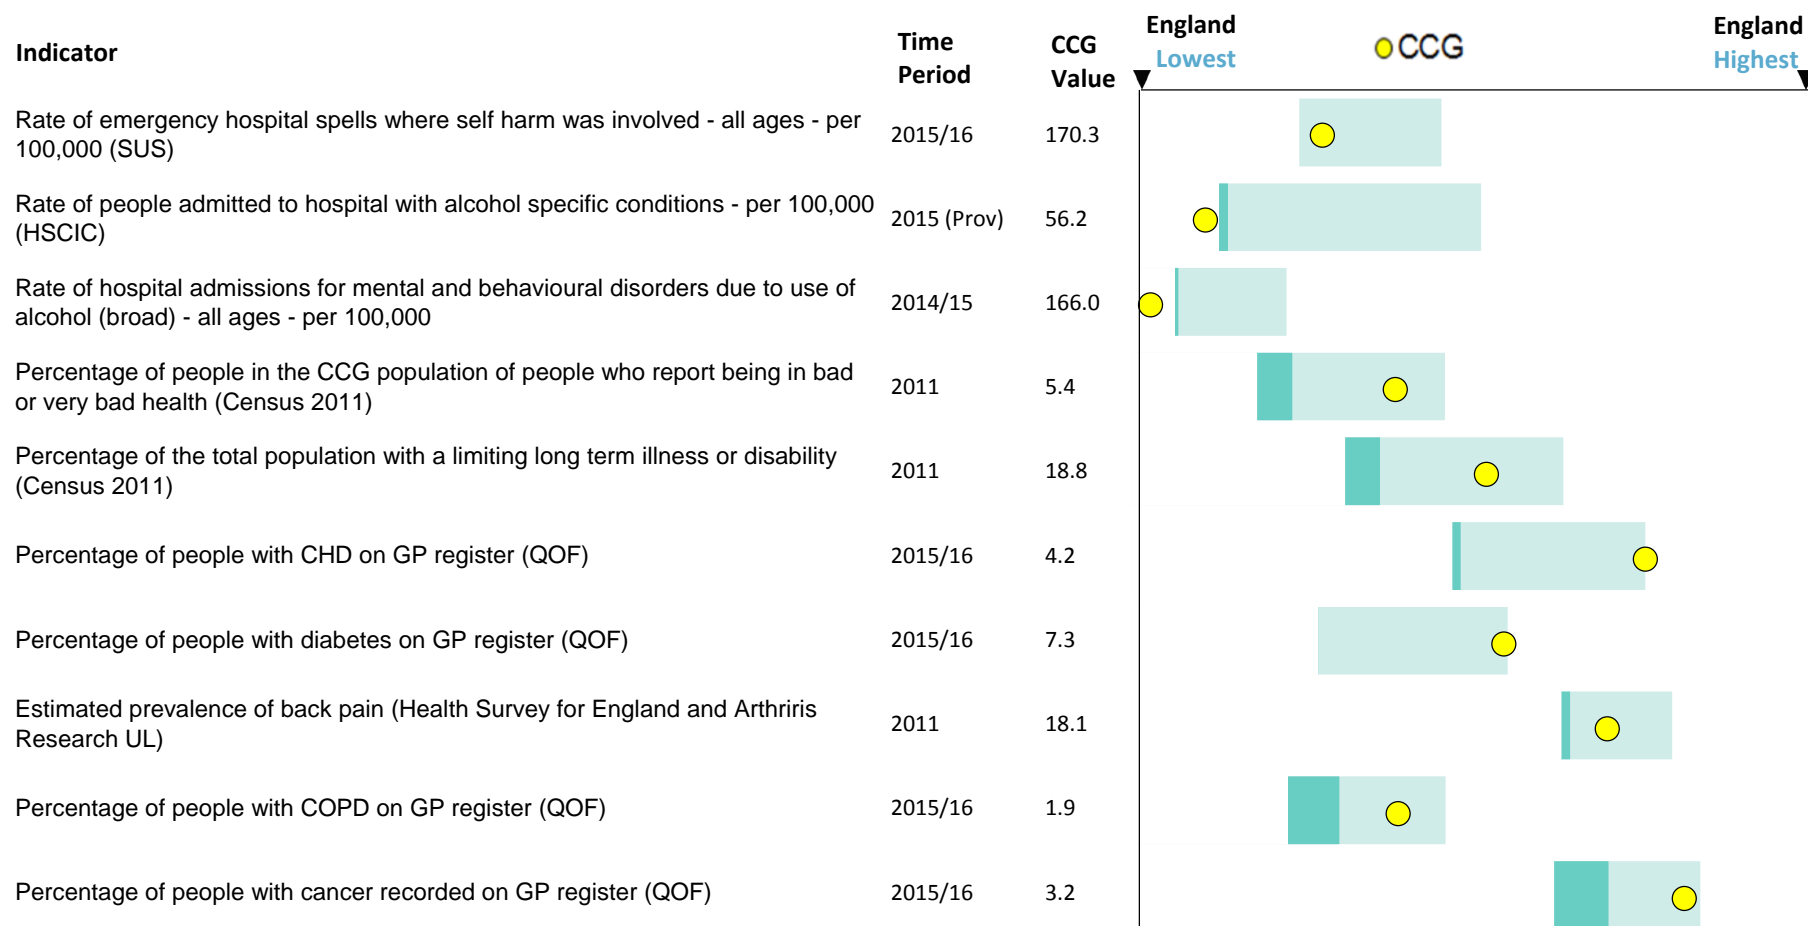 Indicator
Time
Period
CCG
Value
England
Lowest
CCG
England
Highest
Rate of emergency hospital spells where self harm was involved - all ages - per
100,000 (SUS)
2015/16
170.3
Rate of people admitted to hospital with alcohol specific conditions - per 100,000
(HSCIC)
2015 (Prov)
56.2
Rate of hospital admissions for mental and behavioural disorders due to use of
alcohol (broad) - all ages - per 100,000
2014/15
166.0
Percentage of people in the CCG population of people who report being in bad
or very bad health (Census 2011)
2011
5.4
Percentage of the total population with a limiting long term illness or disability
(Census 2011)
2011
18.8
Percentage of people with CHD on GP register (QOF)
2015/16
4.2
Percentage of people with diabetes on GP register (QOF)
2015/16
7.3
Estimated prevalence of back pain (Health Survey for England and Arthriris
Research UL)
2011
18.1
Percentage of people with COPD on GP register (QOF)
2015/16
1.9
Percentage of people with cancer recorded on GP register (QOF)
2015/16
3.2